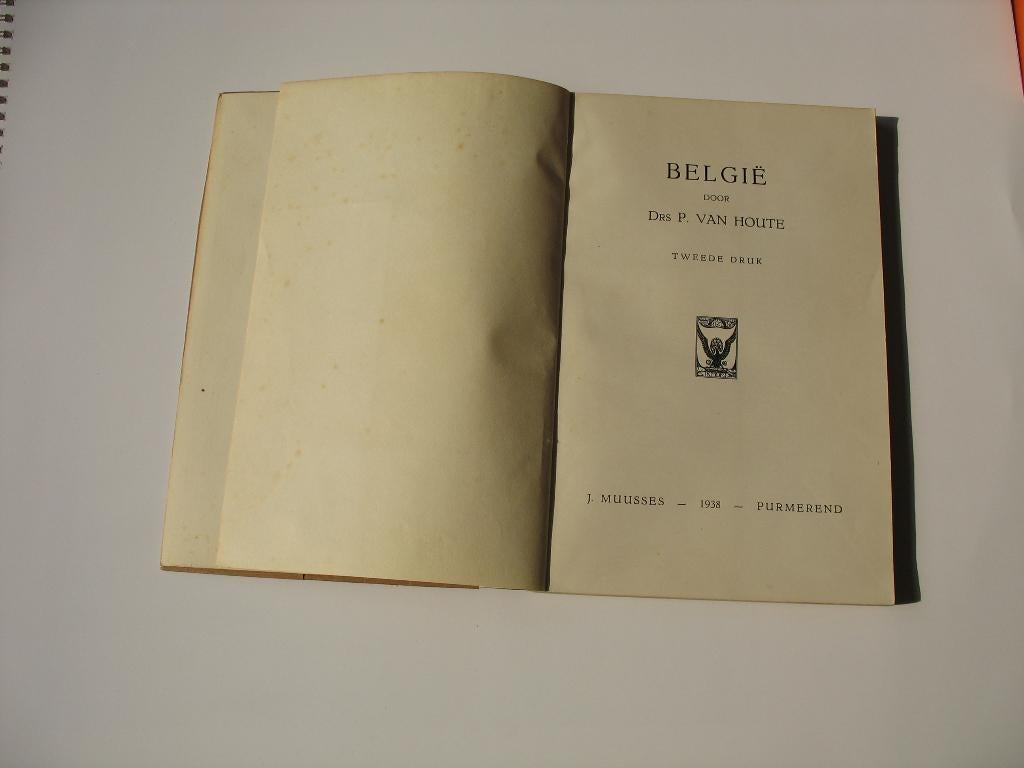 BELGIË
DOOR
DRS P. VAN HOUTE
TWEEDE DRUK
J. MUUSSES — 1938 — PURMEREND